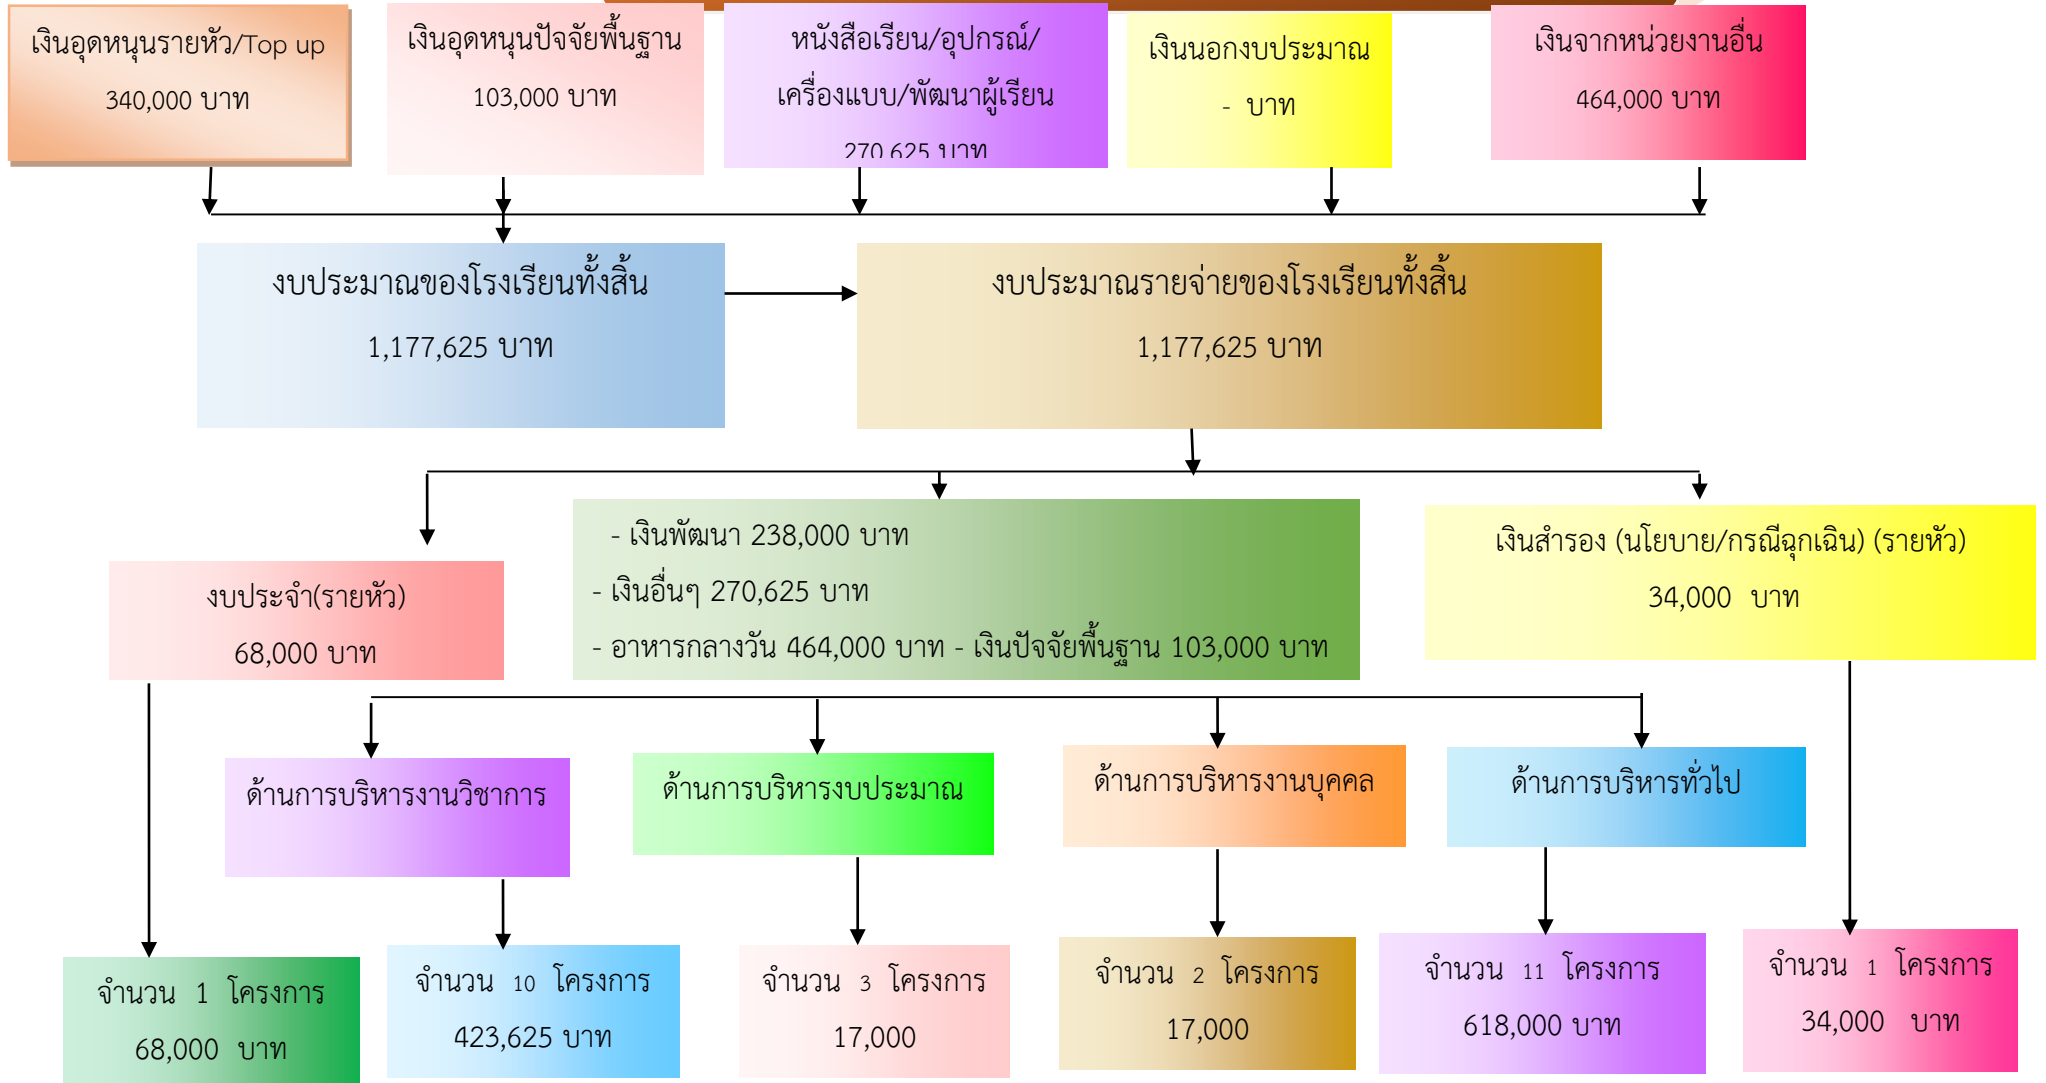 เงินอุดหนุนรายหัว/Top up
340,000 บาท
เงินอุดหนุนปัจจัยพื้นฐาน
103,000 บาท
หนังสือเรียน/อุปกรณ์/
เครื่องแบบ/พัฒนาผู้เรียน
270,625 บาท
เงินนอกงบประมาณ
- บาท
เงินจากหน่วยงานอื่น
464,000 บาท
งบประมาณของโรงเรียนทั้งสิ้น
1,177,625 บาท
งบประมาณรายจ่ายของโรงเรียนทั้งสิ้น
1,177,625 บาท
งบประจำ(รายหัว)
68,000 บาท
- เงินพัฒนา 238,000 บาท
- เงินอื่นๆ 270,625 บาท
- อาหารกลางวัน 464,000 บาท - เงินปัจจัยพื้นฐาน 103,000 บาท
เงินสำรอง (นโยบาย/กรณีฉุกเฉิน) (รายหัว)
34,000 บาท
ด้านการบริหารงานวิชาการ
ด้านการบริหารงบประมาณ
ด้านการบริหารงานบุคคล
ด้านการบริหารทั่วไป
จำนวน 1 โครงการ
68,000 บาท
จำนวน 10 โครงการ
423,625 บาท
จำนวน 3 โครงการ
17,000
จำนวน 2 โครงการ
17,000
จำนวน 11 โครงการ
618,000 บาท
จำนวน 1 โครงการ
34,000 บาท